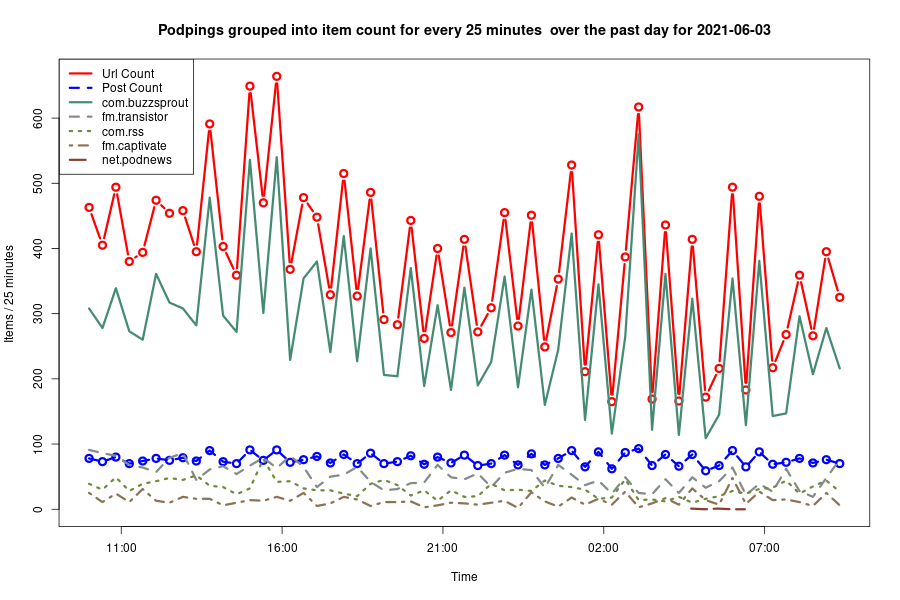 Podpings grouped into item count for every 25 minutes  over the past day for 2021-06-03
Url Count
Post Count
com.buzzsprout
fm.transistor
com.rss
fm.captivate
net.podnews
Items / 25 minutes
600
500
400
300
200
100
0
11:00
16:00
21:00
02:00
07:00
Time